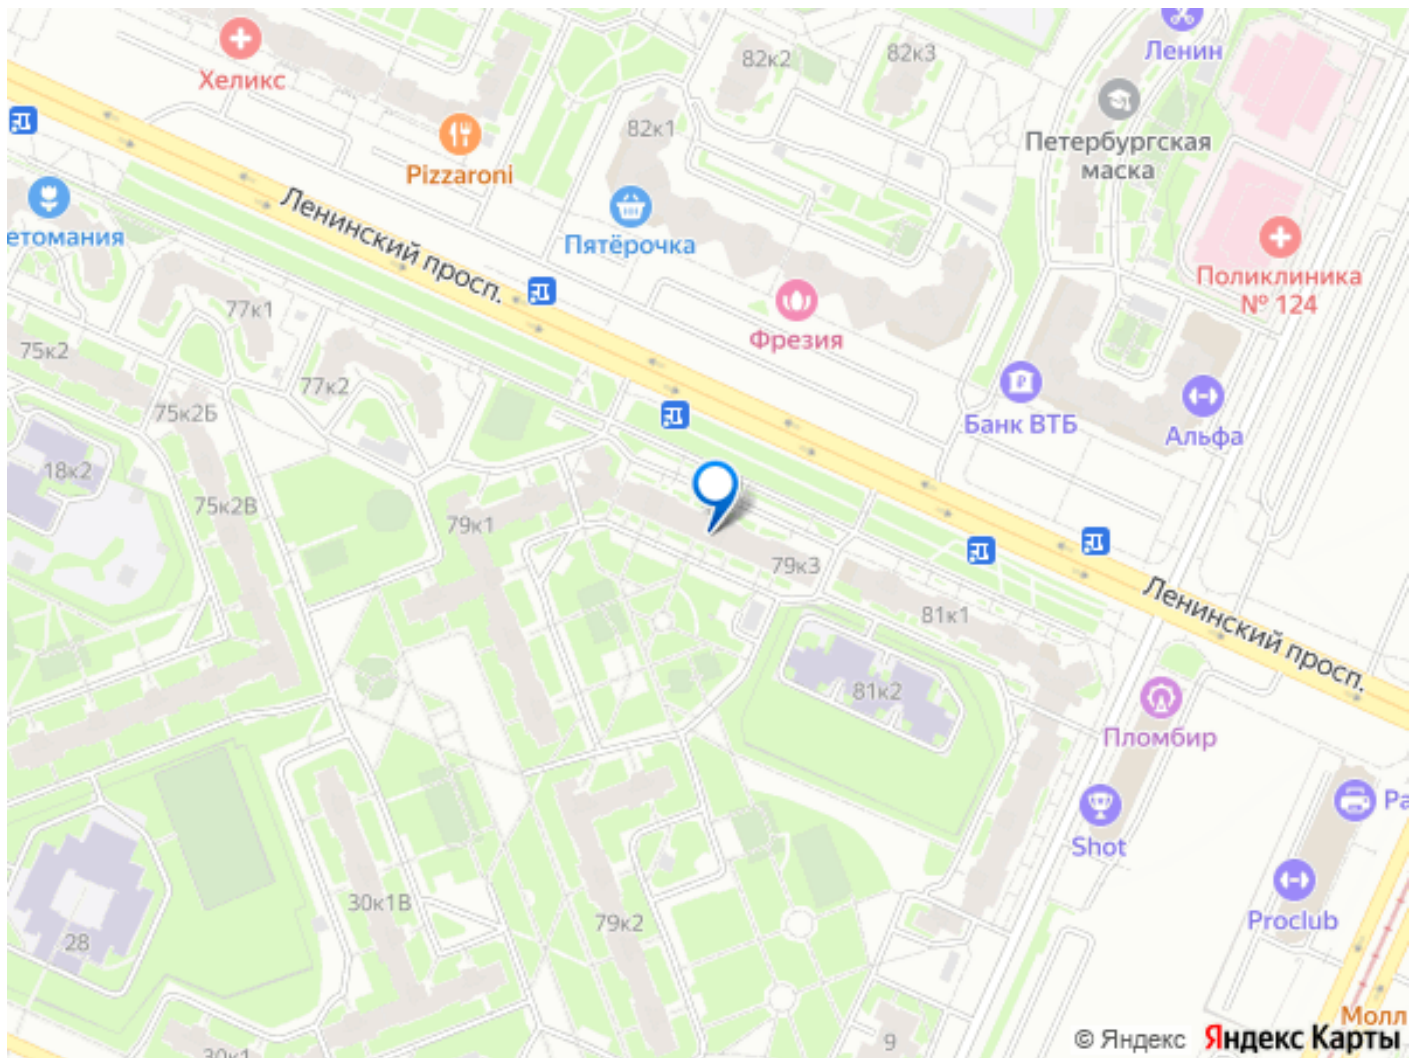 Ленин
82к2
82к3
Хеликс
82к1
Петербургская
маска
Pizzaroni
Ленинский просп.
етомания
Пятёрочка
Поликлиника
№ 124
77к1
Фрезия
75к2
77к2
75к2Б
Банк ВТБ
Альфа
18к2
75к2В
79к1
79к3
Ленинский просп.
81к1
81к2
Пломбир
Ра
Shot
30к1В
79к2
Proclub
28
Молл
9
30к1
© Яндекс Яндекс Карты